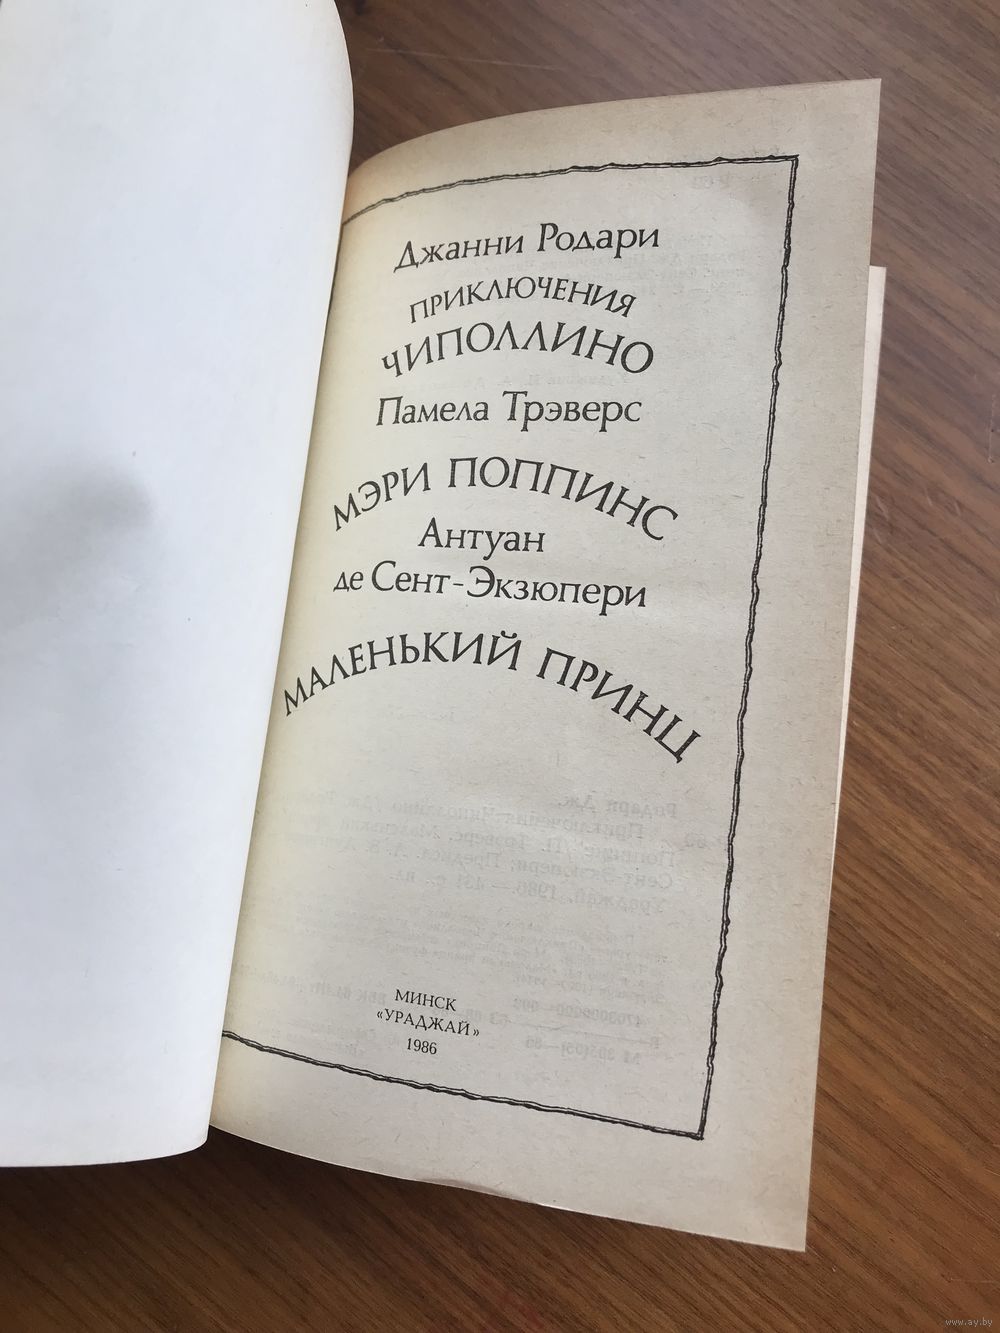 Джанни Родари
ПРИКЛЮЧЕНИЯ
ЧИПОЛЛИНО
Памела Трэверс
МЭРИ ПОППИНС
Антуан
де Сент-Экзюпери
МАЛЕНЬКИЙ ПРИНЦ
МИНСК
«УРАДЖАЙ»
1986
www.ay.by